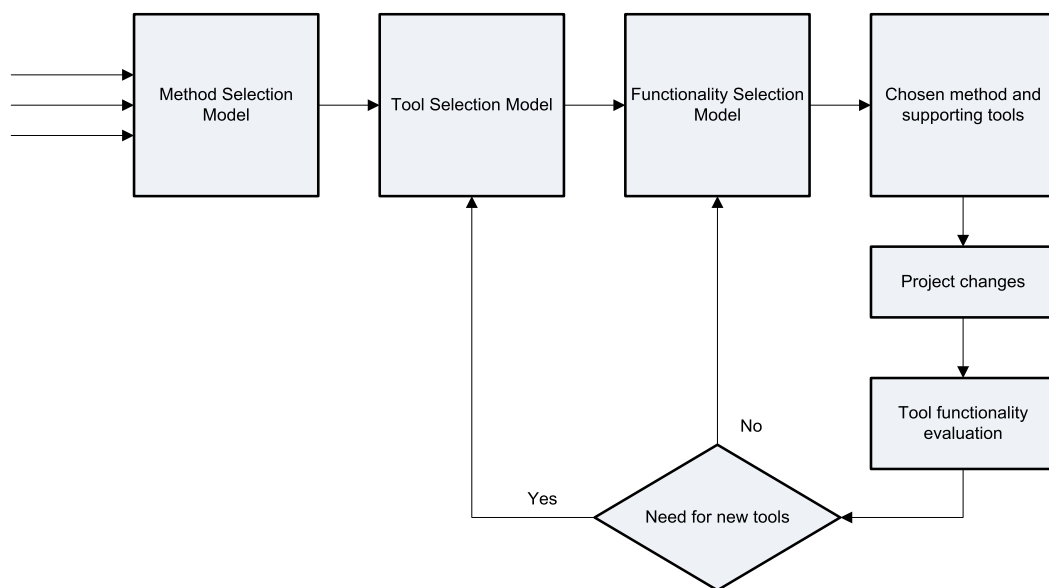 Method Selection
Model
Tool Selection Model
Functionality Selection
Model
Chosen method and
supporting tools
Project changes
Tool functionality
evaluation
No
Yes
Need for new tools